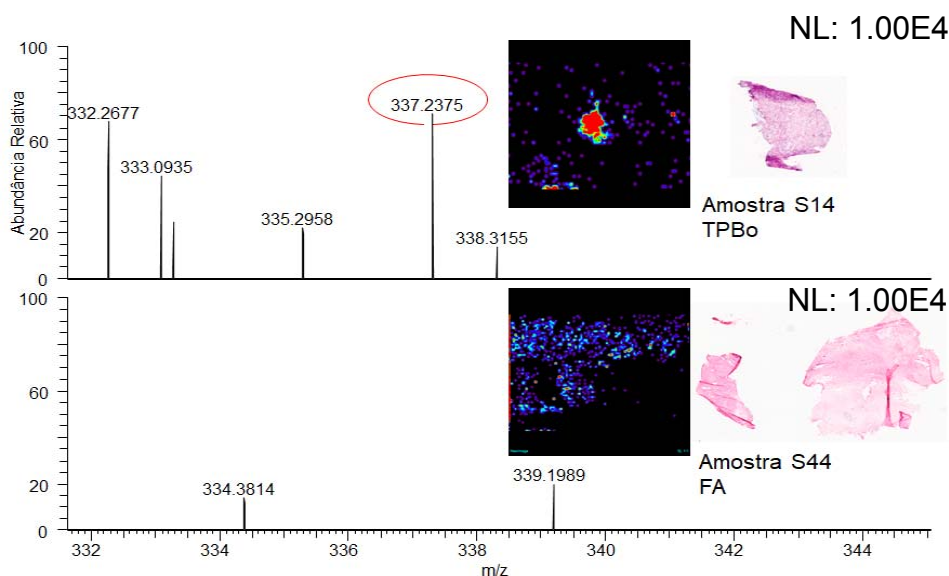 NL: 1.00E4
100
60
20
0
Abundância Relativa
332.2677
333.0935
335.2958
337.2375
338.3155
Amostra S14
TPBo
NL: 1.00E4
100
60
20
0
334.3814
339.1989
Amostra S44
FA
332 334 336 338 340 342 344
m/z